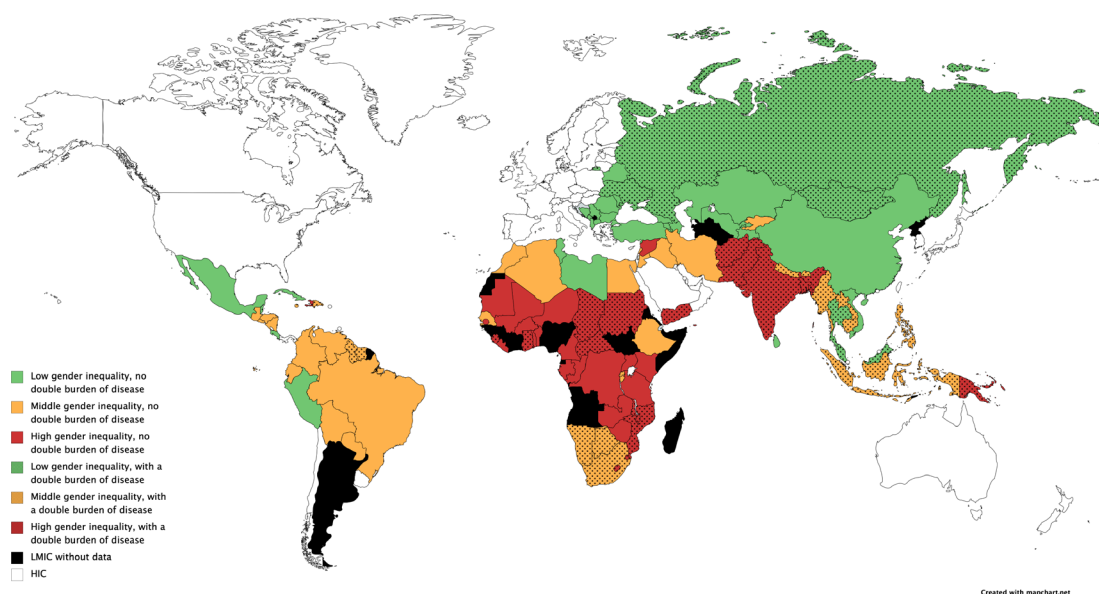 Low gender inequality, no
double burden of disease
Middle gender inequality, no
double burden of disease
High gender inequality, no
double burden of disease
Low gender inequality, with a
double burden of disease
Middle gender inequality, with
a double burden of disease
High gender inequality, with a
double burden of disease
LMIC without data
HIC
Created with mapchart.net